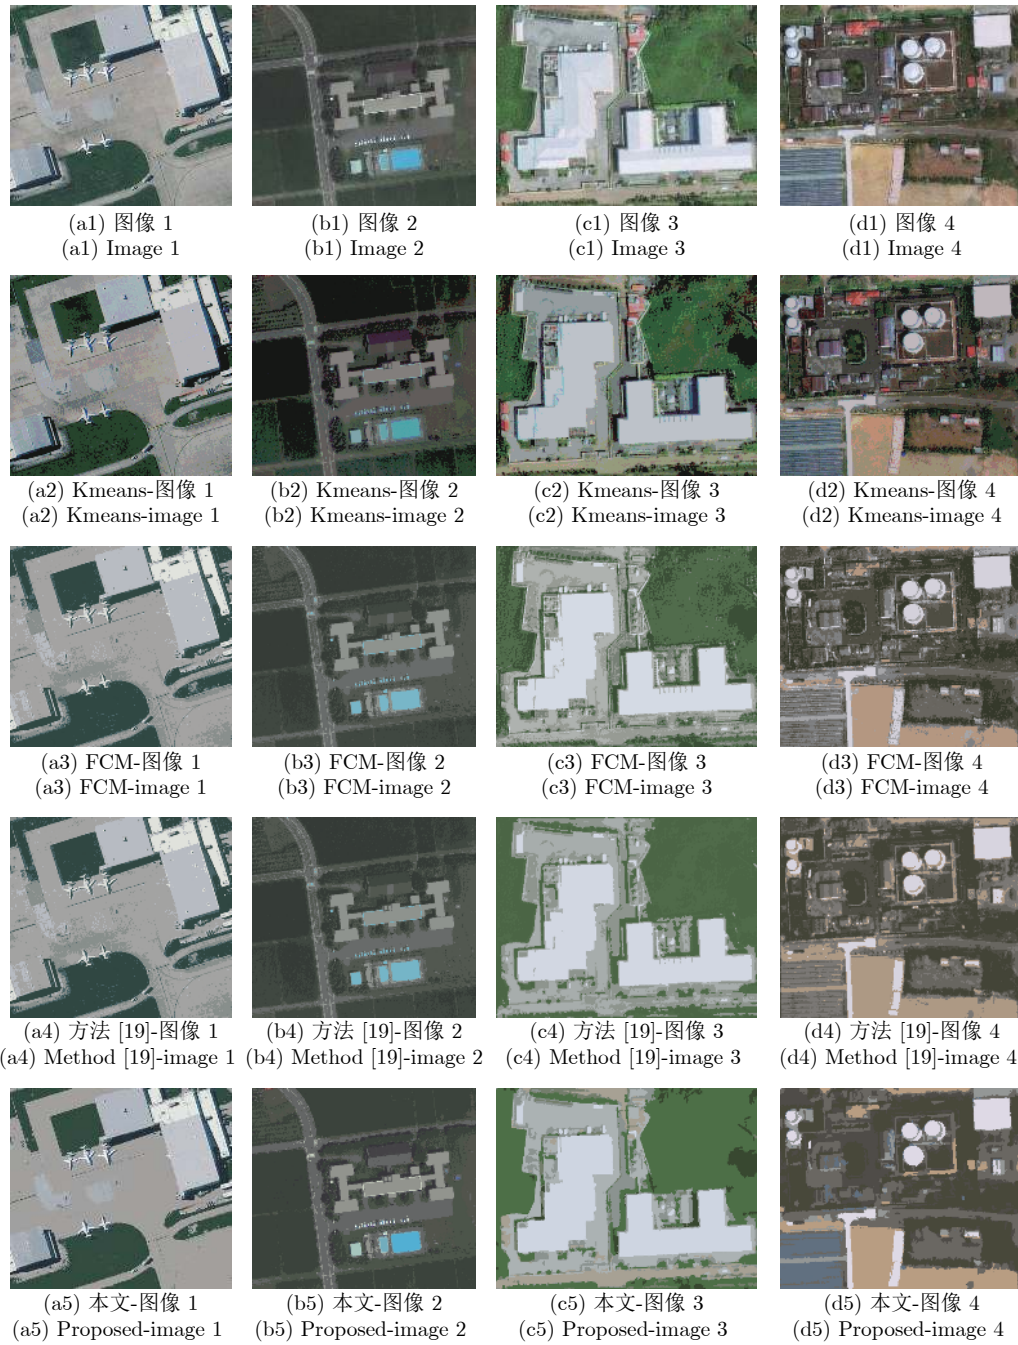 (a1) 图像 1
(a1) Image 1
(b1) 图像 2
(b1) Image 2
(c1) 图像 3
(c1) Image 3
(d1) 图像 4
(d1) Image 4
(a2) Kmeans-图像 1
(a2) Kmeans-image 1
(b2) Kmeans-图像 2
(b2) Kmeans-image 2
(c2) Kmeans-图像 3
(c2) Kmeans-image 3
(d2) Kmeans-图像 4
(d2) Kmeans-image 4
(a3) FCM-图像 1
(a3) FCM-image 1
(b3) FCM-图像 2
(b3) FCM-image 2
(c3) FCM-图像 3
(c3) FCM-image 3
(d3) FCM-图像 4
(d3) FCM-image 4
(a4) 方法 [19]-图像 1
(a4) Method [19]-image 1
(b4) 方法 [19]-图像 2
(b4) Method [19]-image 2
(c4) 方法 [19]-图像 3
(c4) Method [19]-image 3
(d4) 方法 [19]-图像 4
(d4) Method [19]-image 4
(a5) 本文-图像 1
(a5) Proposed-image 1
(b5) 本文-图像 2
(b5) Proposed-image 2
(c5) 本文-图像 3
(c5) Proposed-image 3
(d5) 本文-图像 4
(d5) Proposed-image 4